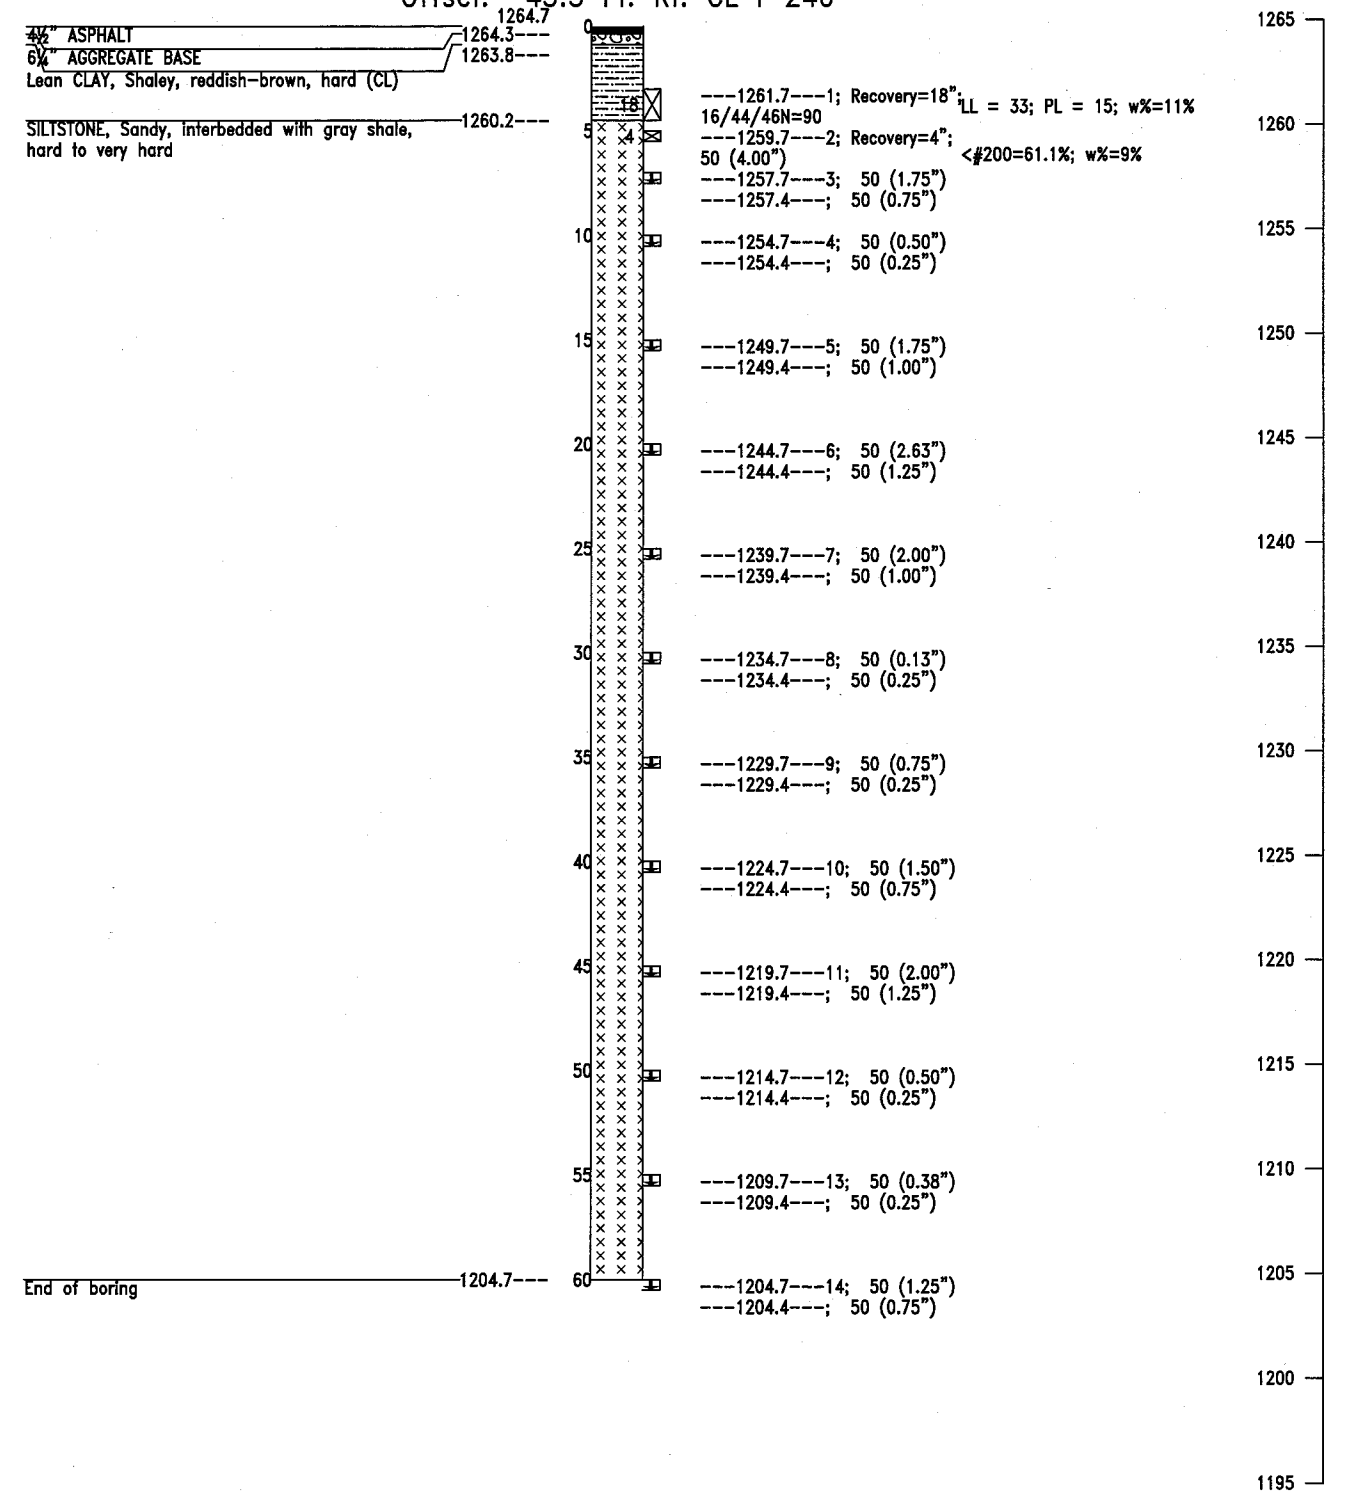 1264.7
1265
4½" ASPHALT
1264.3---
0
6¼" AGGREGATE BASE
1263.8---
Lean CLAY, Shaley, reddish-brown, hard (CL)
18
---1261.7---1; Recovery=18";
LL = 33; PL = 15; w%=11%
16/44/46N=90
SILTSTONE, Sandy, interbedded with gray shale,
hard to very hard
1260.2---
5
4
---1259.7---2; Recovery=4";
50 (4.00")
<#200=61.1%; w%=9%
1260
---1257.7---3; 50 (1.75")
---1257.4---; 50 (0.75")
10
---1254.7---4; 50 (0.50")
---1254.4---; 50 (0.25")
1255
15
---1249.7---5; 50 (1.75")
---1249.4---; 50 (1.00")
1250
20
---1244.7---6; 50 (2.63")
---1244.4---; 50 (1.25")
1245
25
---1239.7---7; 50 (2.00")
---1239.4---; 50 (1.00")
1240
30
---1234.7---8; 50 (0.13")
---1234.4---; 50 (0.25")
1235
35
---1229.7---9; 50 (0.75")
---1229.4---; 50 (0.25")
1230
40
---1224.7---10; 50 (1.50")
---1224.4---; 50 (0.75")
1225
45
---1219.7---11; 50 (2.00")
---1219.4---; 50 (1.25")
1220
50
---1214.7---12; 50 (0.50")
---1214.4---; 50 (0.25")
1215
55
---1209.7---13; 50 (0.38")
---1209.4---; 50 (0.25")
1210
End of boring
1204.7---
60
---1204.7---14; 50 (1.25")
---1204.4---; 50 (0.75")
1205
1200
1195